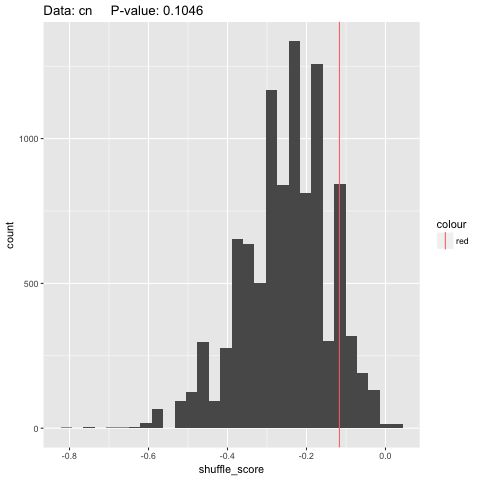 Data: cn P-value: 0.1046
count
1000
500
0
-0.8 -0.6 -0.4 -0.2 0.0
shuffle_score
colour
red